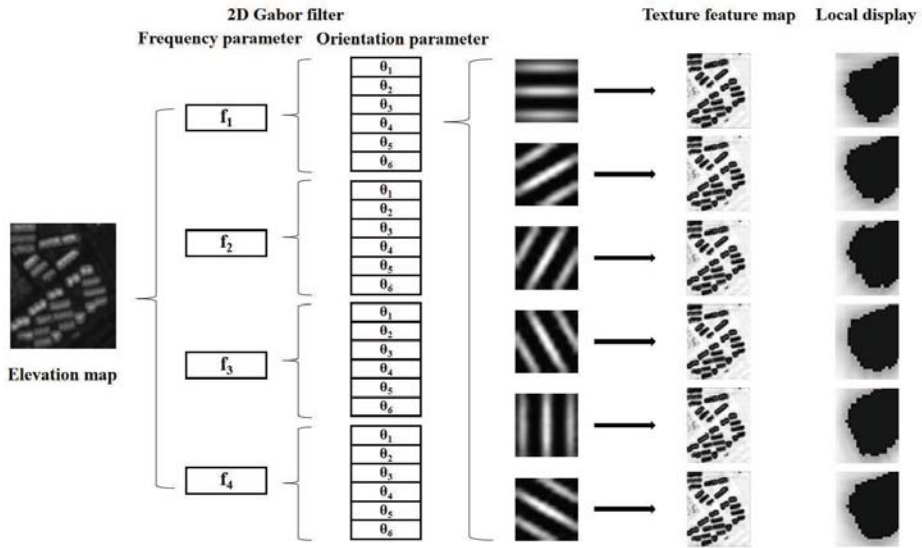 2D Gabor filter
Frequency parameter
Orientation parameter
Texture feature map
Local display
Elevation map
f₁
θ₁
θ₂
θ₃
θ₄
θ₅
θ₆
f₂
θ₁
θ₂
θ₃
θ₄
θ₅
θ₆
f₃
θ₁
θ₂
θ₃
θ₄
θ₅
θ₆
f₄
θ₁
θ₂
θ₃
θ₄
θ₅
θ₆